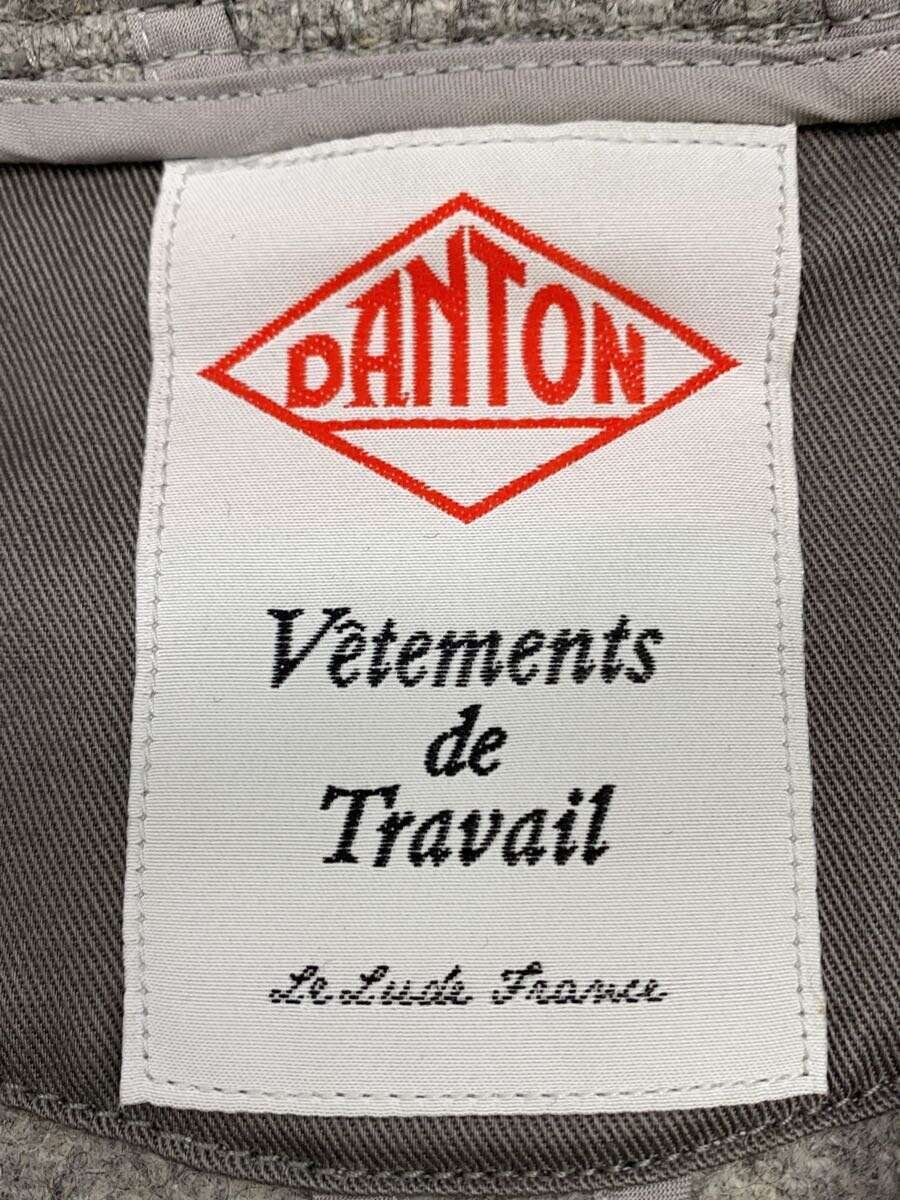 DANTON
Vêtements
de
Travail
Le Lude France